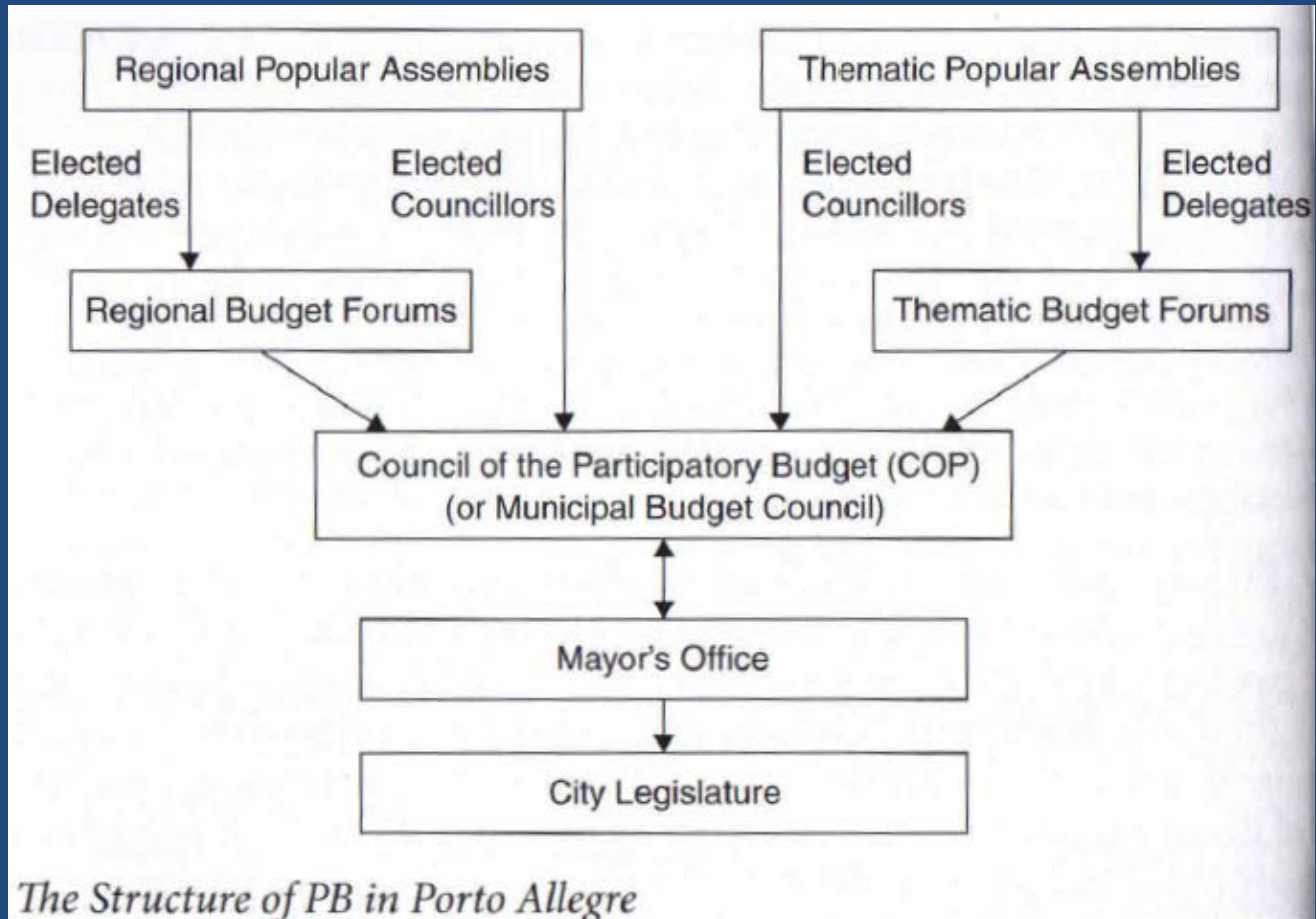 Regional Popular Assemblies
Thematic Popular Assemblies
Elected
Delegates
Elected
Councillors
Elected
Councillors
Elected
Delegates
Regional Budget Forums
Thematic Budget Forums
Council of the Participatory Budget (COP)
(or Municipal Budget Council)
Mayor's Office
City Legislature
The Structure of PB in Porto Allegre